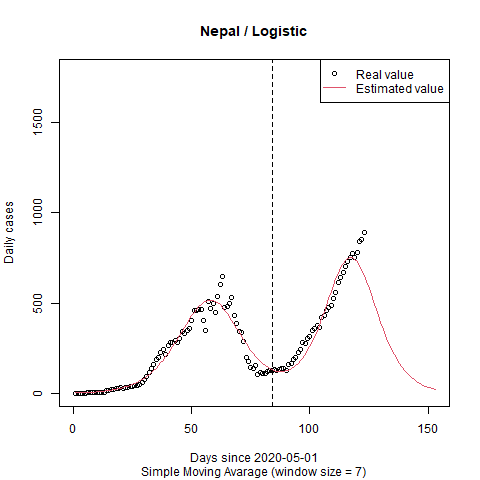 Nepal / Logistic
Real value
Estimated value
1500
1000
500
0
Daily cases
0 50 100 150
Days since 2020-05-01
Simple Moving Avarage (window size = 7)